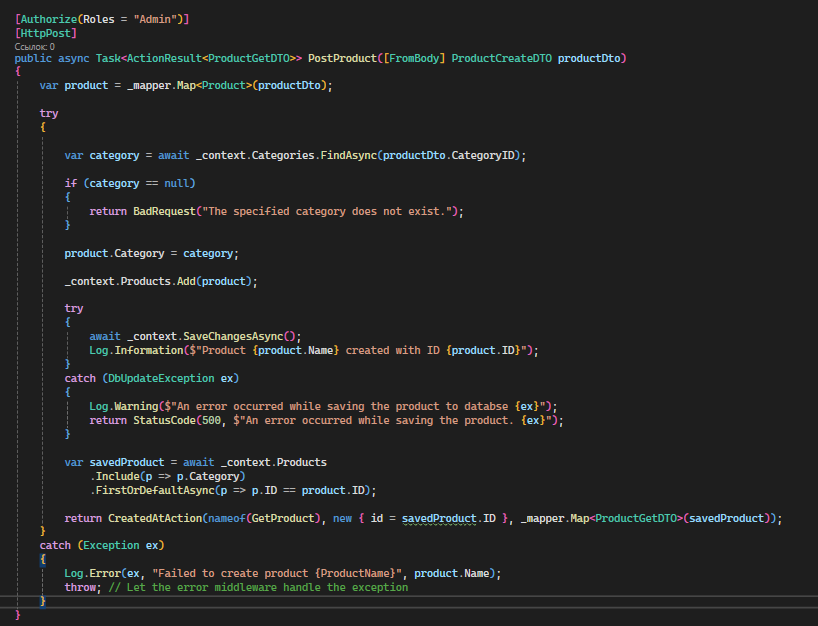 [Authorize(Roles = "Admin")]
[HttpPost]
Ссылок: 0
public async Task<ActionResult<ProductGetDTO>> PostProduct([FromBody] ProductCreateDTO productDto)
{
var product = _mapper.Map<Product>(productDto);
try
{
var category = await _context.Categories.FindAsync(productDto.CategoryID);
if (category == null)
{
return BadRequest("The specified category does not exist.");
}
product.Category = category;
_context.Products.Add(product);
try
{
await _context.SaveChangesAsync();
Log.Information($"Product {product.Name} created with ID {product.ID}");
}
catch (DbUpdateException ex)
{
Log.Warning($"An error occurred while saving the product to databse {ex}");
return StatusCode(500, $"An error occurred while saving the product. {ex}");
}
var savedProduct = await _context.Products
.Include(p => p.Category)
.FirstOrDefaultAsync(p => p.ID == product.ID);
return CreatedAtAction(nameof(GetProduct), new { id = savedProduct.ID }, _mapper.Map<ProductGetDTO>(savedProduct));
}
catch (Exception ex)
{
Log.Error(ex, "Failed to create product {ProductName}", product.Name);
throw; // Let the error middleware handle the exception
}
}